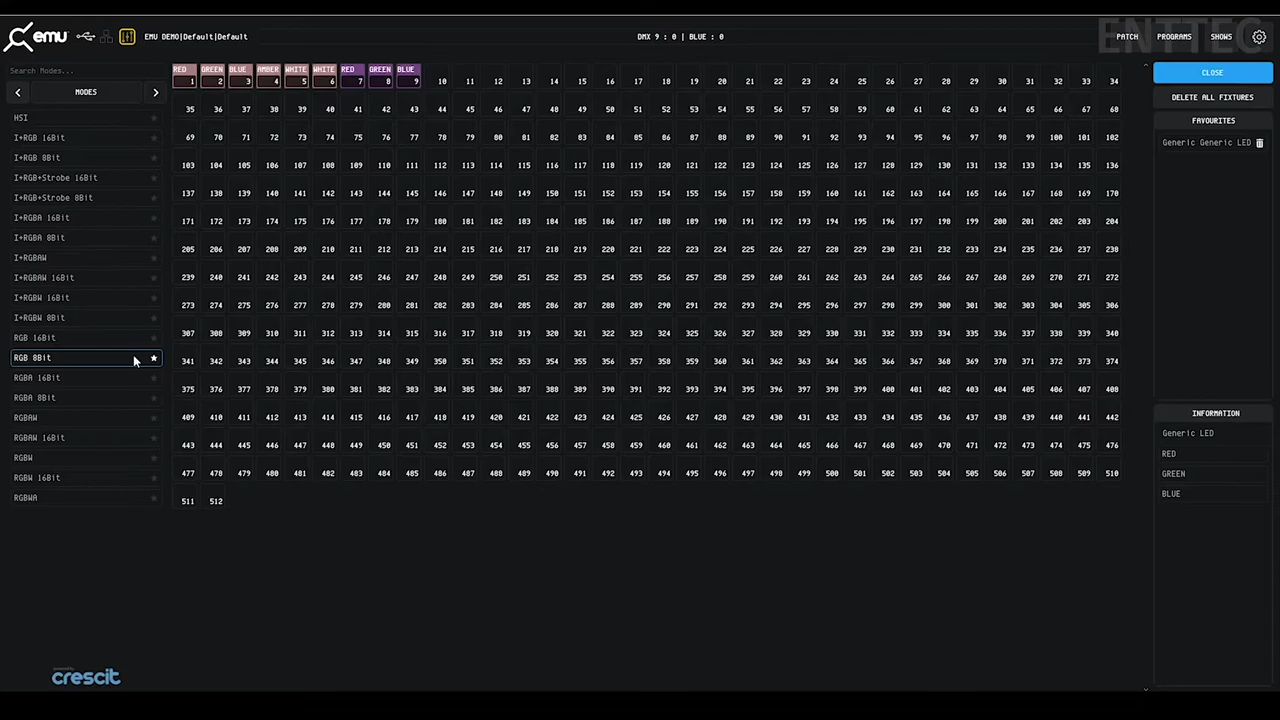 ENTTEC
emu
EMU DEMO|Default|Default
DMX 9 : 0 | BLUE : 0
PATCH
PROGRAMS
SHOWS
Search Modes...
MODES
HSI
I+RGB 16Bit
I+RGB 8Bit
I+RGB+Strobe 16Bit
I+RGB+Strobe 8Bit
I+RGBA 16Bit
I+RGBA 8Bit
I+RGBAW
I+RGBAW 16Bit
I+RGBW 16Bit
I+RGBW 8Bit
RGB 16Bit
RGB 8Bit
RGBA 16Bit
RGBA 8Bit
RGBAW
RGBAW 16Bit
RGBW
RGBW 16Bit
RGBWA
RED GREEN BLUE AMBER WHITE WHITE RED GREEN BLUE
1 2 3 4 5 6 7 8 9 10 11 12 13 14 15 16 17 18 19 20 21 22 23 24 25 26 27 28 29 30 31 32 33 34
35 36 37 38 39 40 41 42 43 44 45 46 47 48 49 50 51 52 53 54 55 56 57 58 59 60 61 62 63 64 65 66 67 68
69 70 71 72 73 74 75 76 77 78 79 80 81 82 83 84 85 86 87 88 89 90 91 92 93 94 95 96 97 98 99 100 101 102
103 104 105 106 107 108 109 110 111 112 113 114 115 116 117 118 119 120 121 122 123 124 125 126 127 128 129 130 131 132 133 134 135 136
137 138 139 140 141 142 143 144 145 146 147 148 149 150 151 152 153 154 155 156 157 158 159 160 161 162 163 164 165 166 167 168 169 170
171 172 173 174 175 176 177 178 179 180 181 182 183 184 185 186 187 188 189 190 191 192 193 194 195 196 197 198 199 200 201 202 203 204
205 206 207 208 209 210 211 212 213 214 215 216 217 218 219 220 221 222 223 224 225 226 227 228 229 230 231 232 233 234 235 236 237 238
239 240 241 242 243 244 245 246 247 248 249 250 251 252 253 254 255 256 257 258 259 260 261 262 263 264 265 266 267 268 269 270 271 272
273 274 275 276 277 278 279 280 281 282 283 284 285 286 287 288 289 290 291 292 293 294 295 296 297 298 299 300 301 302 303 304 305 306
307 308 309 310 311 312 313 314 315 316 317 318 319 320 321 322 323 324 325 326 327 328 329 330 331 332 333 334 335 336 337 338 339 340
341 342 343 344 345 346 347 348 349 350 351 352 353 354 355 356 357 358 359 360 361 362 363 364 365 366 367 368 369 370 371 372 373 374
375 376 377 378 379 380 381 382 383 384 385 386 387 388 389 390 391 392 393 394 395 396 397 398 399 400 401 402 403 404 405 406 407 408
409 410 411 412 413 414 415 416 417 418 419 420 421 422 423 424 425 426 427 428 429 430 431 432 433 434 435 436 437 438 439 440 441 442
443 444 445 446 447 448 449 450 451 452 453 454 455 456 457 458 459 460 461 462 463 464 465 466 467 468 469 470 471 472 473 474 475 476
477 478 479 480 481 482 483 484 485 486 487 488 489 490 491 492 493 494 495 496 497 498 499 500 501 502 503 504 505 506 507 508 509 510
511 512
CLOSE
DELETE ALL FIXTURES
FAVOURITES
Generic Generic LED
INFORMATION
Generic LED
RED
GREEN
BLUE
crescit